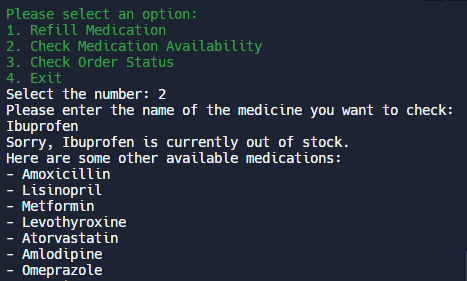 Please select an option:
1. Refill Medication
2. Check Medication Availability
3. Check Order Status
4. Exit
Select the number: 2
Please enter the name of the medicine you want to check:
Ibuprofen
Sorry, Ibuprofen is currently out of stock.
Here are some other available medications:
- Amoxicillin
- Lisinopril
- Metformin
- Levothyroxine
- Atorvastatin
- Amlodipine
- Omeprazole